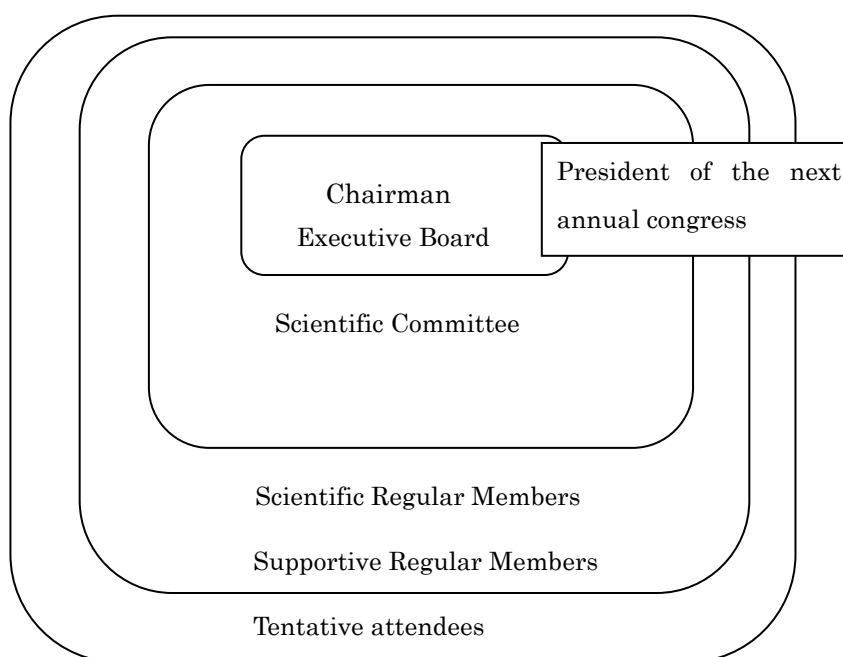 Chairman
Executive Board
President of the next
annual congress
Scientific Committee
Scientific Regular Members
Supportive Regular Members
Tentative attendees